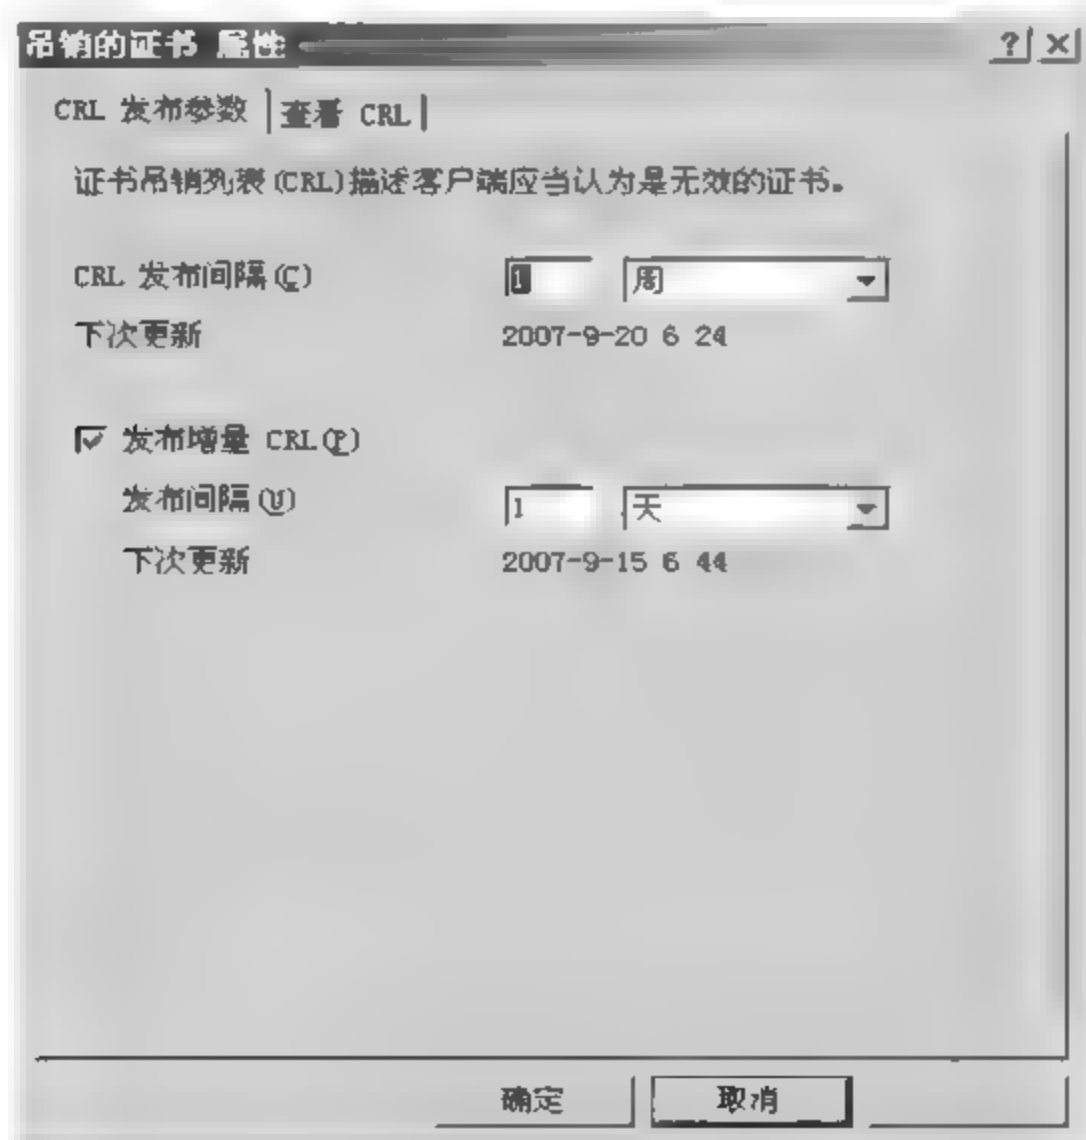 吊销的证书 属性 ? ×
CRL 发布参数 查看 CRL
证书吊销列表(CRL)描述客户端应当认为是无效的证书。
CRL 发布间隔(C) 1 周
下次更新 2007-9-20 6 24
发布增量 CRL(P)
发布间隔(U) 1 天
下次更新 2007-9-15 6 44
确定 取消